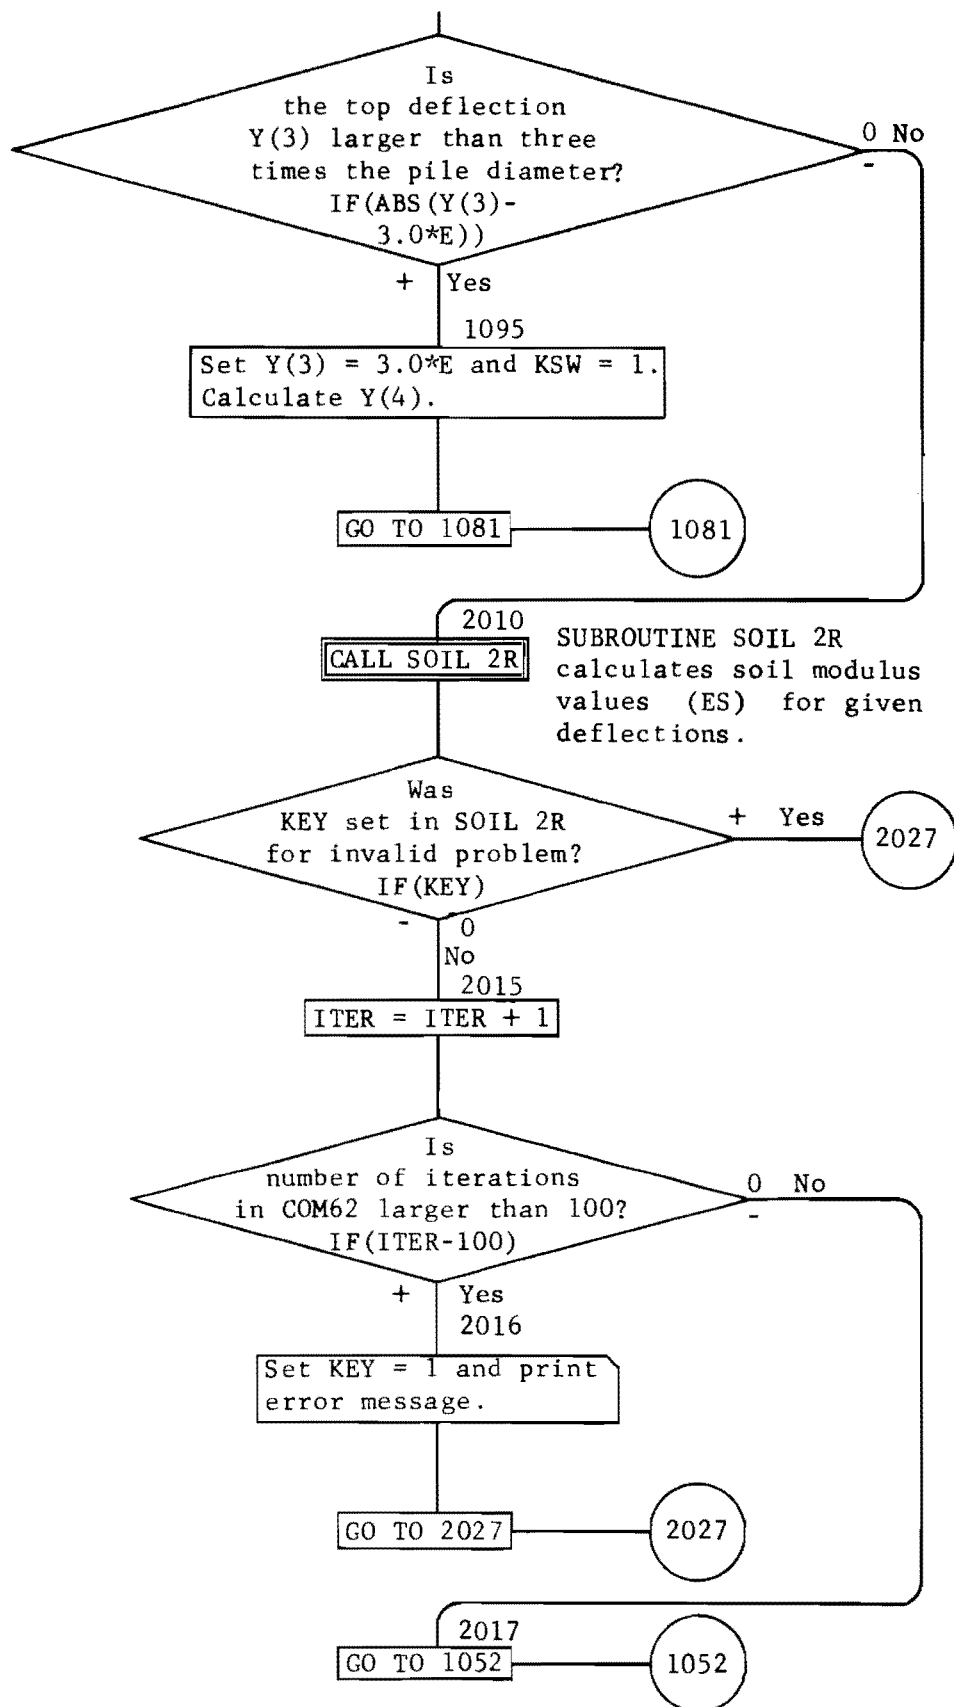 Is
the top deflection
Y(3) larger than three
times the pile diameter?
IF(ABS(Y(3)-
3.0*E))
0 No
-
+ Yes
1095
Set Y(3) = 3.0*E and KSW = 1.
Calculate Y(4).
GO TO 1081
1081
2010
CALL SOIL 2R
SUBROUTINE SOIL 2R
calculates soil modulus
values (ES) for given
deflections.
Was
KEY set in SOIL 2R
for invalid problem?
IF(KEY)
+ Yes
2027
- 0
No
2015
ITER = ITER + 1
Is
number of iterations
in COM62 larger than 100?
IF(ITER-100)
0 No
-
+ Yes
2016
Set KEY = 1 and print
error message.
GO TO 2027
2027
2017
GO TO 1052
1052